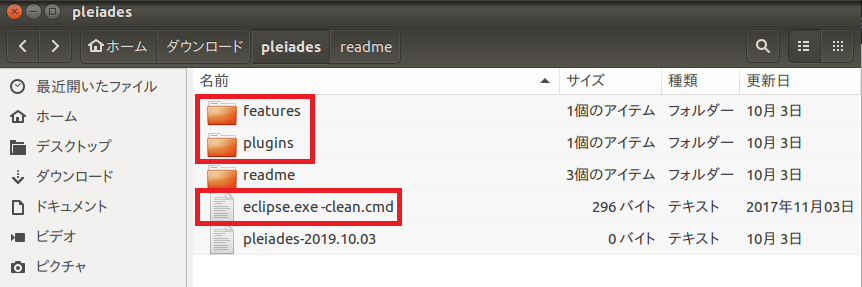 pleiades
ホーム ダウンロード pleiades readme
最近開いたファイル
ホーム
デスクトップ
ダウンロード
ドキュメント
ビデオ
ピクチャ
名前 サイズ 種類 更新日
features 1個のアイテム フォルダー 10月 3日
plugins 1個のアイテム フォルダー 10月 3日
readme 3個のアイテム フォルダー 10月 3日
eclipse.exe -clean.cmd 296 バイト テキスト 2017年11月03日
pleiades-2019.10.03 0 バイト テキスト 10月 3日